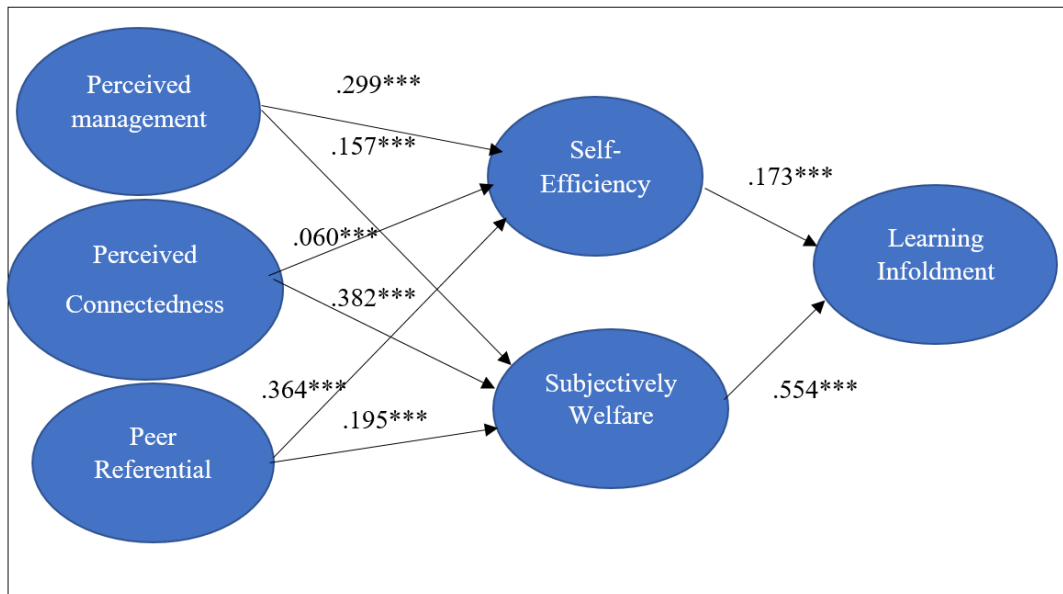 Perceived
management
.299***
.157***
Self-
Efficiency
.173***
Perceived
Connectedness
.060***
.382***
Learning
Infoldment
Peer
Referential
.364***
.195***
Subjectively
Welfare
.554***